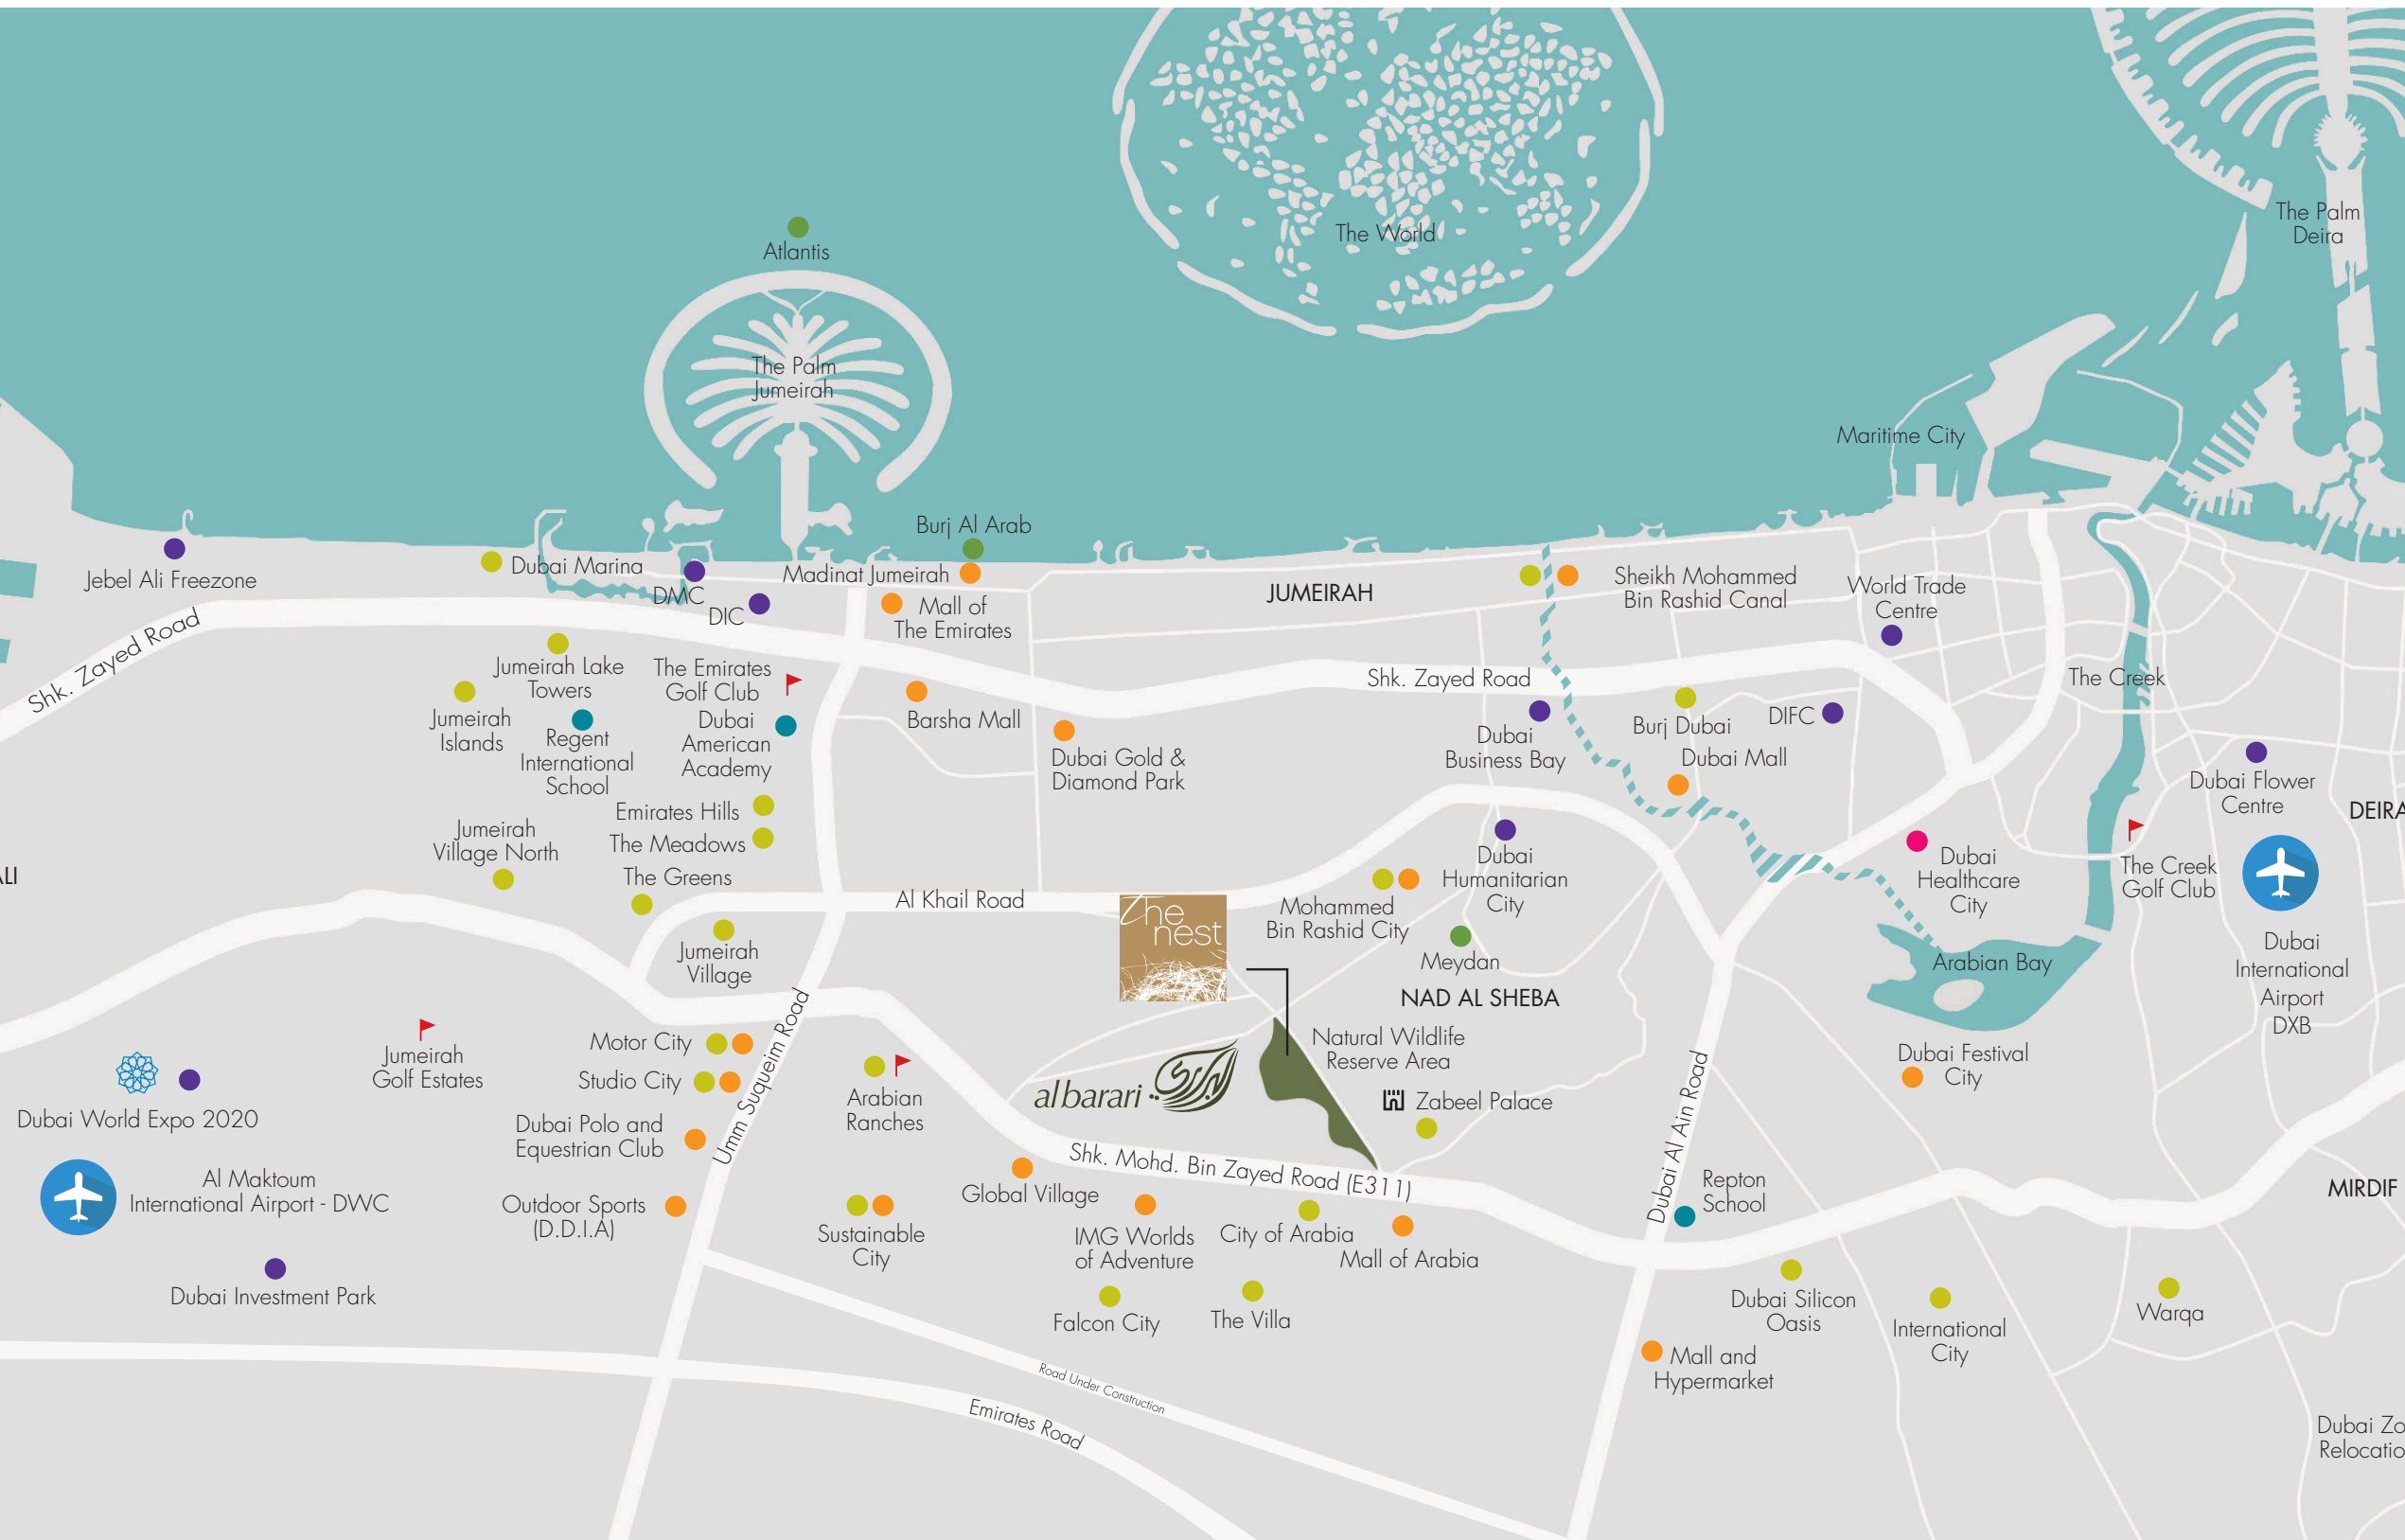 The Palm
Deira
The World
Atlantis
The Palm
Jumeirah
Maritime City
Burj Al Arab
Jebel Ali Freezone
Dubai Marina
DMC
DIC
Madinat Jumeirah
Mall of
The Emirates
JUMEIRAH
Sheikh Mohammed
Bin Rashid Canal
World Trade
Centre
Shk. Zayed Road
Jumeirah Lake
Towers
The Emirates
Golf Club
Shk. Zayed Road
The Creek
Jumeirah
Islands
Regent
International
School
Dubai
American
Academy
Barsha Mall
Dubai Gold &
Diamond Park
Dubai
Business Bay
Burj Dubai
DIFC
Dubai Mall
Dubai Flower
Centre
DEIRA
Emirates Hills
The Meadows
Jumeirah
Village North
The Greens
Dubai
Humanitarian
City
Dubai
Healthcare
City
The Creek
Golf Club
ALI
Al Khail Road
The
nest
Mohammed
Bin Rashid City
Jumeirah
Village
Meydan
Arabian Bay
Dubai
International
Airport
DXB
NAD AL SHEBA
Natural Wildlife
Reserve Area
Motor City
Studio City
Umm Suqueim Road
Jumeirah
Golf Estates
Arabian
Ranches
al barari
البراري
Zabeel Palace
Dubai Al Ain Road
Dubai Festival
City
Dubai World Expo 2020
Dubai Polo and
Equestrian Club
Shk. Mohd. Bin Zayed Road (E311)
Al Maktoum
International Airport - DWC
Outdoor Sports
(D.D.I.A)
Global Village
Repton
School
MIRDIF
Sustainable
City
IMG Worlds
of Adventure
City of Arabia
Mall of Arabia
Dubai Investment Park
Falcon City
The Villa
Dubai Silicon
Oasis
International
City
Warqa
Mall and
Hypermarket
Road Under Construction
Emirates Road
Dubai Zo
Relocatio